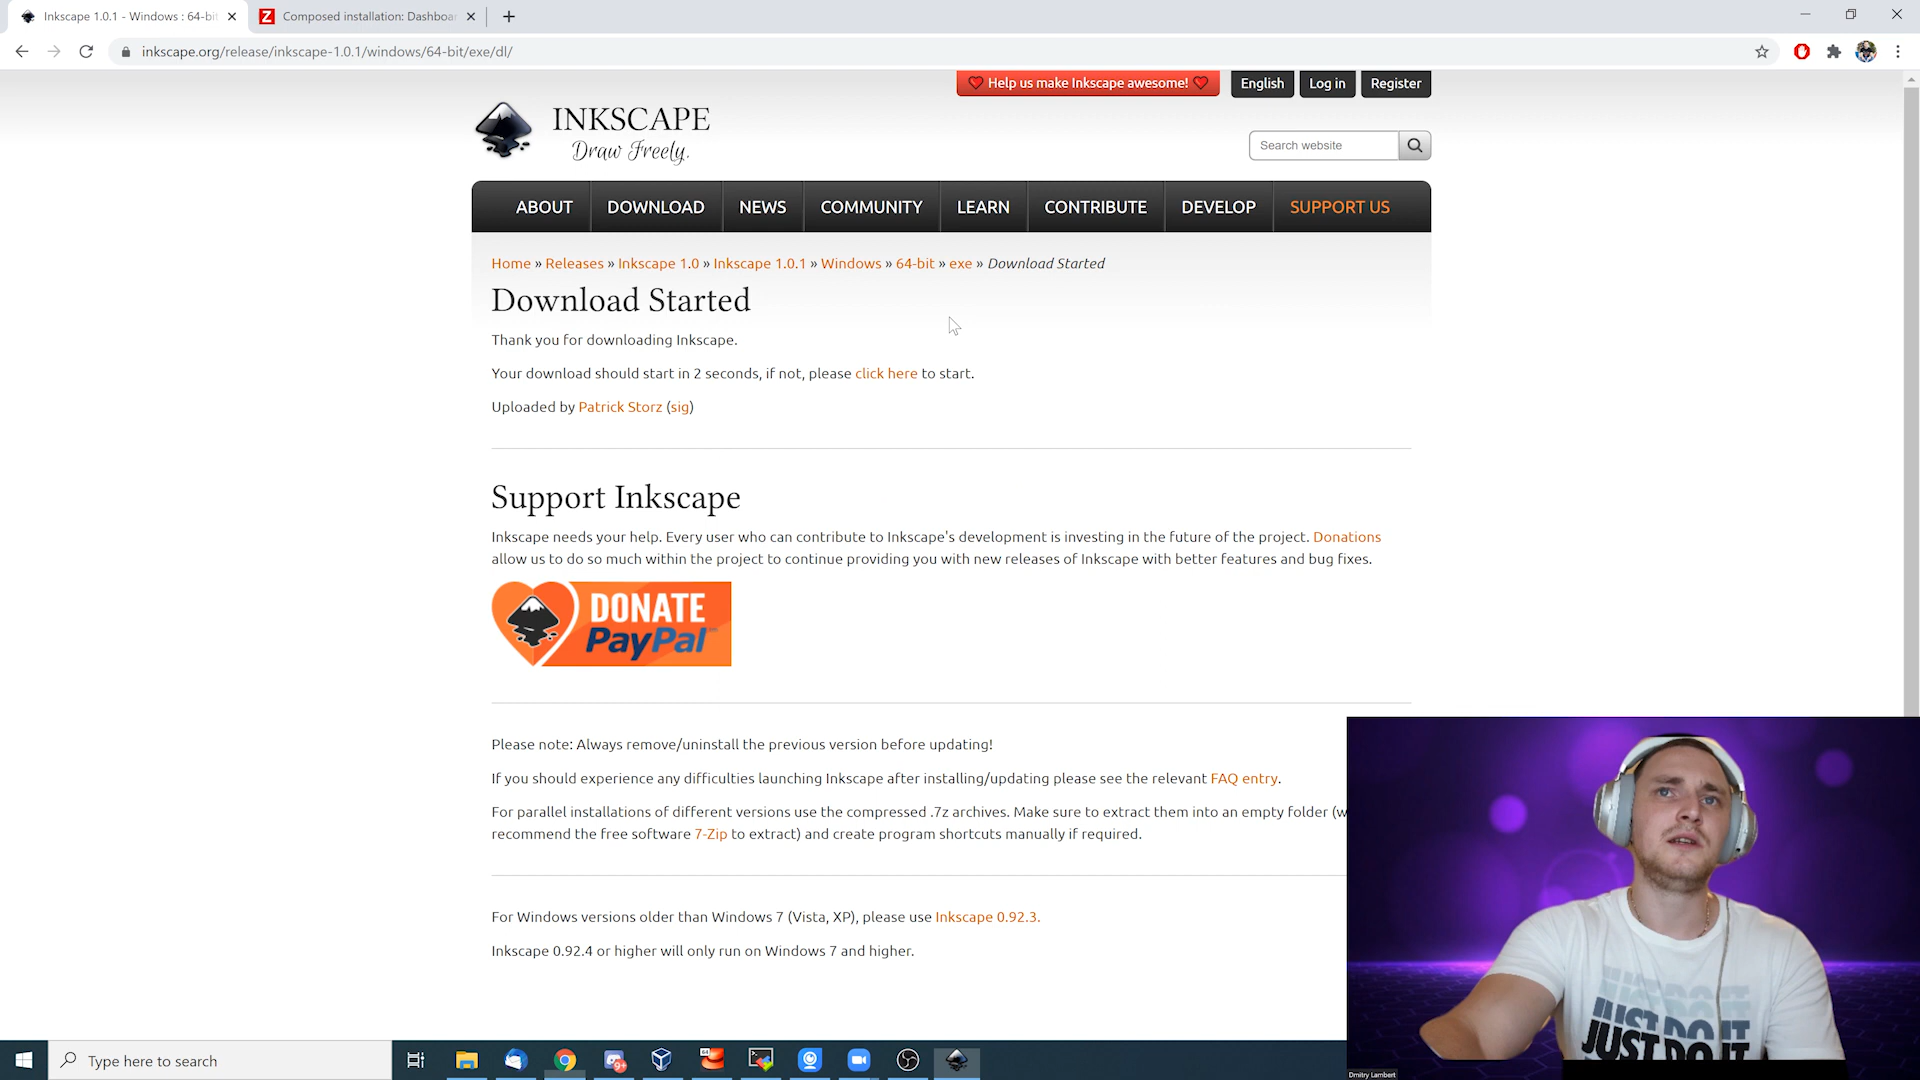 Inkscape 1.0.1 - Windows : 64-bi
Composed installation: Dashboa
inkscape.org/release/inkscape-1.0.1/windows/64-bit/exe/dl/
Help us make Inkscape awesome!
English
Log in
Register
INKSCAPE
Draw Freely.
Search website
ABOUT
DOWNLOAD
NEWS
COMMUNITY
LEARN
CONTRIBUTE
DEVELOP
SUPPORT US
Home » Releases » Inkscape 1.0 » Inkscape 1.0.1 » Windows » 64-bit » exe » Download Started
Download Started
Thank you for downloading Inkscape.
Your download should start in 2 seconds, if not, please click here to start.
Uploaded by Patrick Storz (sig)
Support Inkscape
Inkscape needs your help. Every user who can contribute to Inkscape's development is investing in the future of the project. Donations
allow us to do so much within the project to continue providing you with new releases of Inkscape with better features and bug fixes.
DONATE
PayPal
Please note: Always remove/uninstall the previous version before updating!
If you should experience any difficulties launching Inkscape after installing/updating please see the relevant FAQ entry.
For parallel installations of different versions use the compressed .7z archives. Make sure to extract them into an empty folder (w
recommend the free software 7-Zip to extract) and create program shortcuts manually if required.
For Windows versions older than Windows 7 (Vista, XP), please use Inkscape 0.92.3.
Inkscape 0.92.4 or higher will only run on Windows 7 and higher.
JUST DO IT
Dmitry Lambert
Type here to search
9+
64